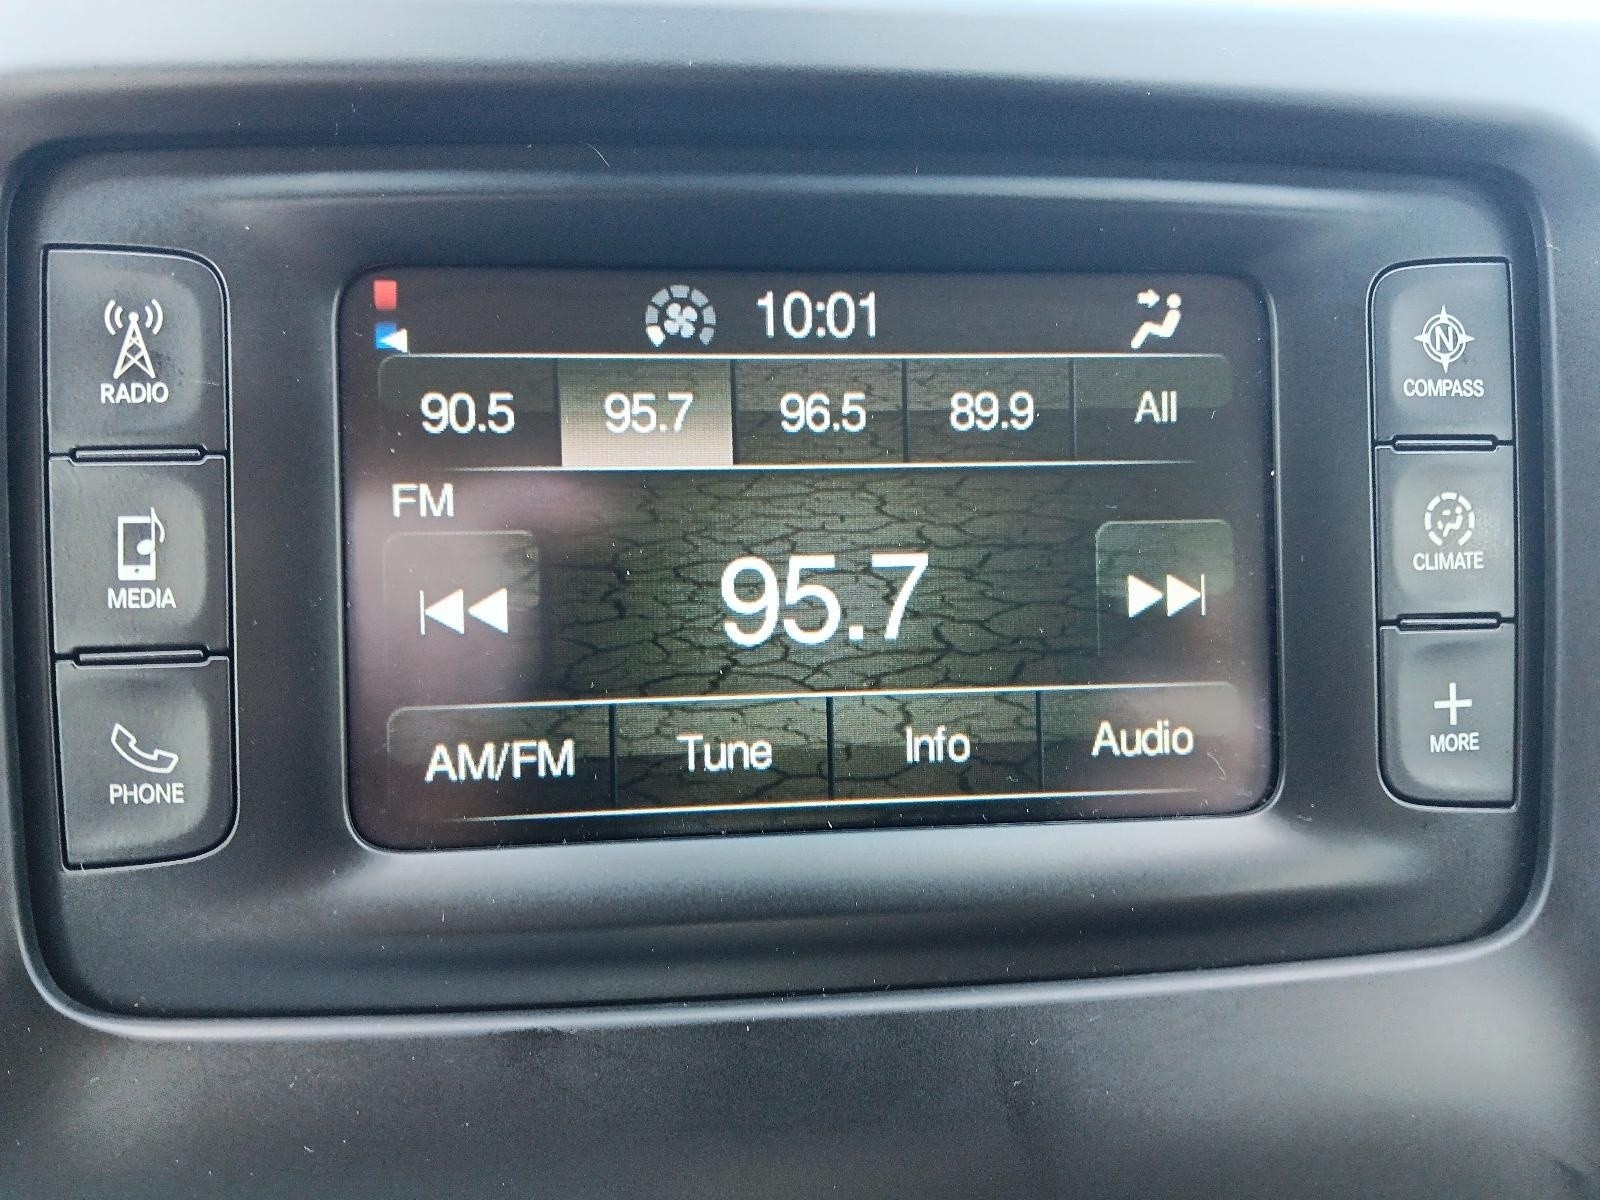 10:01
90.5 95.7 96.5 89.9 All
FM
95.7
AM/FM Tune Info Audio
RADIO
MEDIA
PHONE
N
COMPASS
CLIMATE
MORE